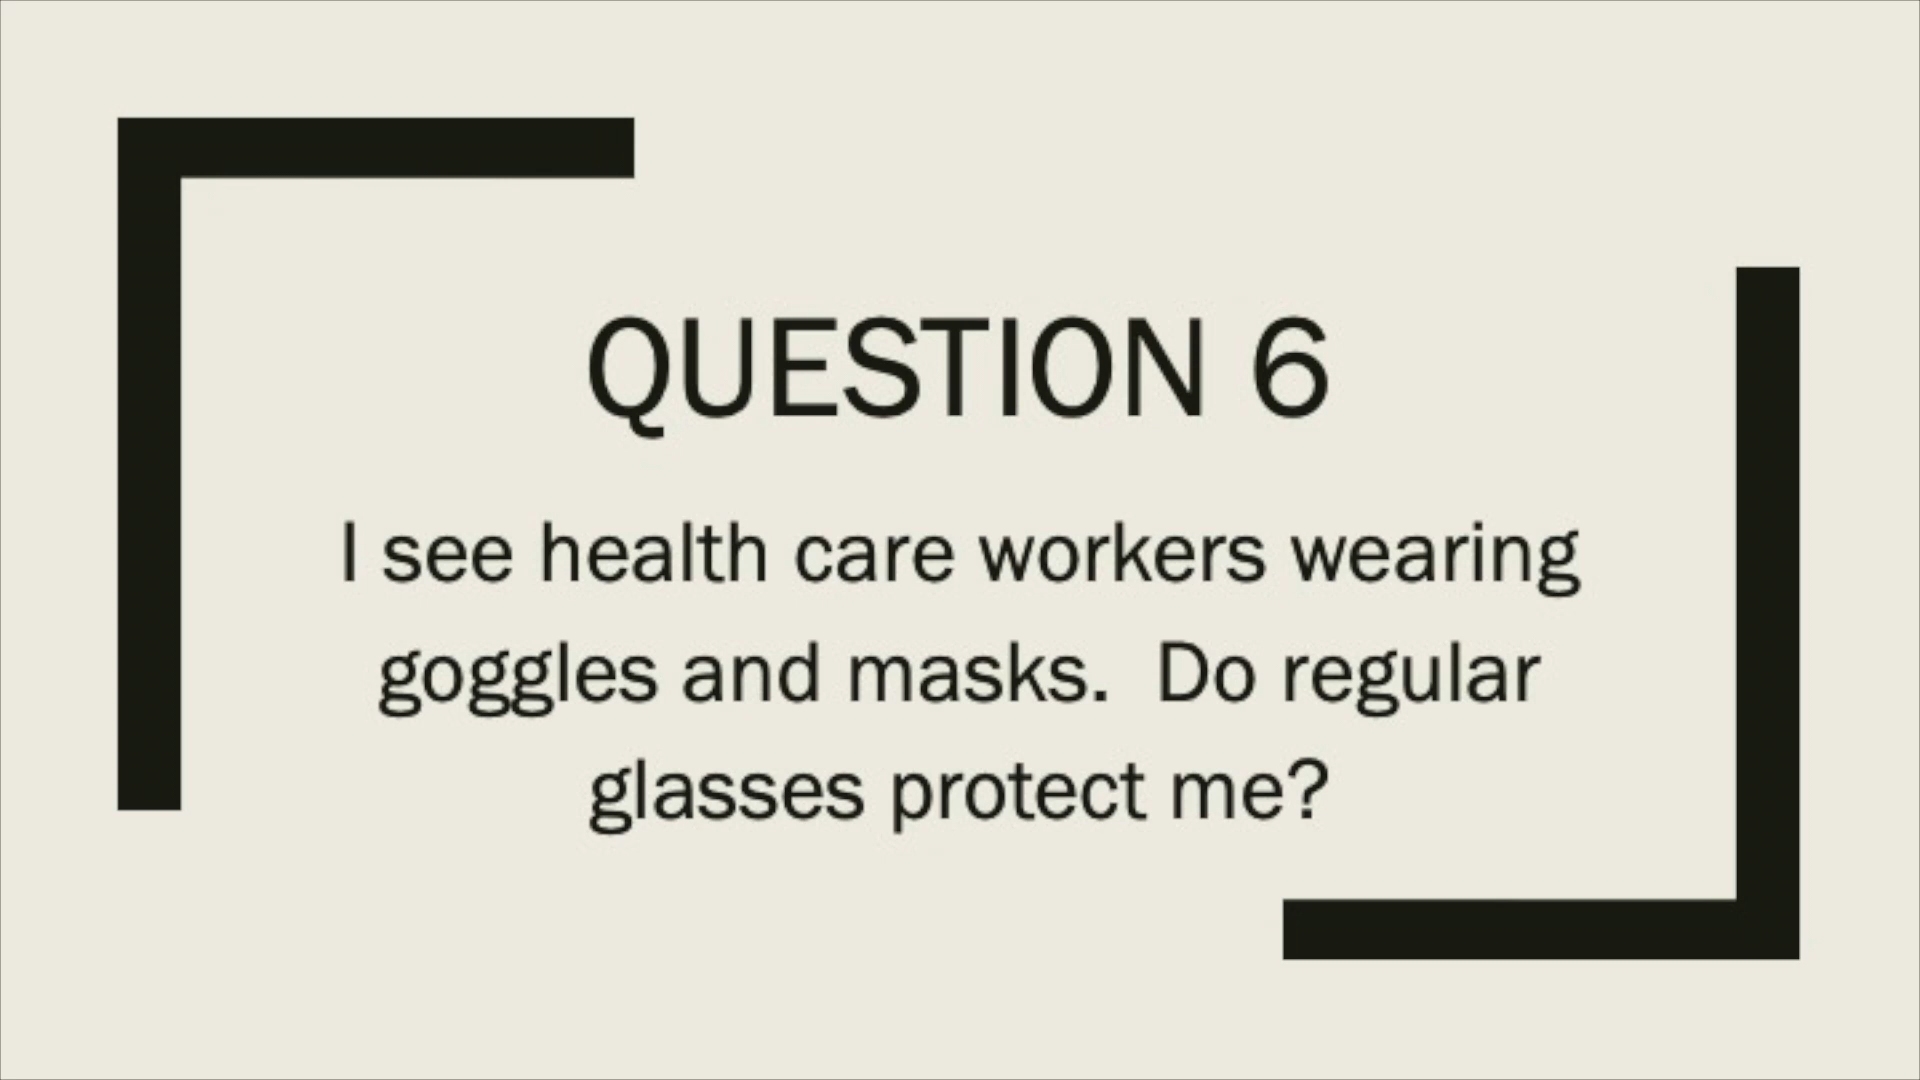 QUESTION 6
I see health care workers wearing
goggles and masks.  Do regular
glasses protect me?